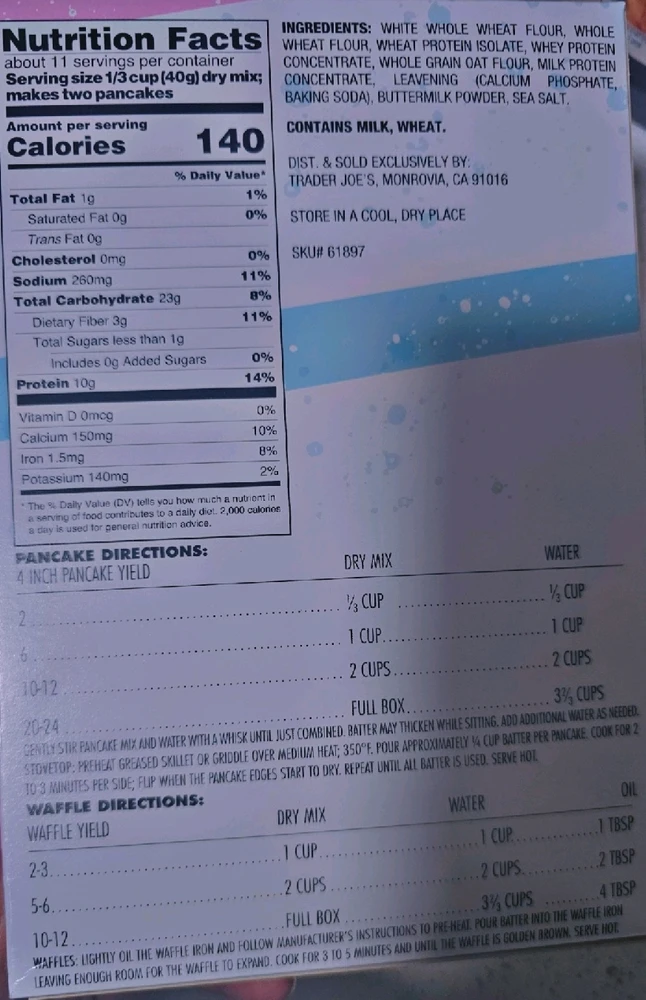 Nutrition Facts
about 11 servings per container
Serving size 1/3 cup (40g) dry mix;
makes two pancakes
Amount per serving
Calories 140
% Daily Value*
Total Fat 1g 1%
Saturated Fat 0g 0%
Trans Fat 0g
Cholesterol 0mg 0%
Sodium 260mg 11%
Total Carbohydrate 23g 8%
Dietary Fiber 3g 11%
Total Sugars less than 1g
Includes 0g Added Sugars 0%
Protein 10g 14%
Vitamin D 0mcg 0%
Calcium 150mg 10%
Iron 1.5mg 8%
Potassium 140mg 2%
* The % Daily Value (DV) tells you how much a nutrient in
a serving of food contributes to a daily diet. 2,000 calories
a day is used for general nutrition advice.
INGREDIENTS: WHITE WHOLE WHEAT FLOUR, WHOLE
WHEAT FLOUR, WHEAT PROTEIN ISOLATE, WHEY PROTEIN
CONCENTRATE, WHOLE GRAIN OAT FLOUR, MILK PROTEIN
CONCENTRATE, LEAVENING (CALCIUM PHOSPHATE,
BAKING SODA), BUTTERMILK POWDER, SEA SALT.
CONTAINS MILK, WHEAT.
DIST. & SOLD EXCLUSIVELY BY:
TRADER JOE'S, MONROVIA, CA 91016
STORE IN A COOL, DRY PLACE
SKU# 61897
PANCAKE DIRECTIONS:
4 INCH PANCAKE YIELD DRY MIX WATER
2 ⅓ CUP ⅓ CUP
6 1 CUP 1 CUP
10-12 2 CUPS 2 CUPS
20-24 FULL BOX 3⅔ CUPS
GENTLY STIR PANCAKE MIX AND WATER WITH A WHISK UNTIL JUST COMBINED. BATTER MAY THICKEN WHILE SITTING. ADD ADDITIONAL WATER AS NEEDED.
STOVETOP: PREHEAT GREASED SKILLET OR GRIDDLE OVER MEDIUM HEAT; 350°F. POUR APPROXIMATELY ¼ CUP BATTER PER PANCAKE. COOK FOR 2
TO 3 MINUTES PER SIDE; FLIP WHEN THE PANCAKE EDGES START TO DRY. REPEAT UNTIL ALL BATTER IS USED. SERVE HOT.
WAFFLE DIRECTIONS:
WAFFLE YIELD DRY MIX WATER OIL
2-3 1 CUP 1 CUP 1 TBSP
5-6 2 CUPS 2 CUPS 2 TBSP
10-12 FULL BOX 3⅔ CUPS 4 TBSP
WAFFLES: LIGHTLY OIL THE WAFFLE IRON AND FOLLOW MANUFACTURER'S INSTRUCTIONS TO PRE-HEAT. POUR BATTER INTO THE WAFFLE IRON
LEAVING ENOUGH ROOM FOR THE WAFFLE TO EXPAND. COOK FOR 3 TO 5 MINUTES AND UNTIL THE WAFFLE IS GOLDEN BROWN. SERVE HOT.